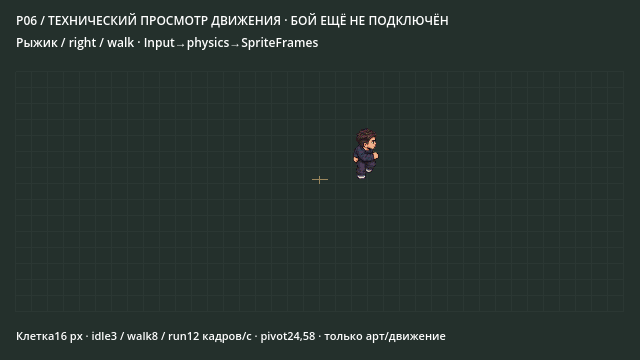 P06 / ТЕХНИЧЕСКИЙ ПРОСМОТР ДВИЖЕНИЯ · БОЙ ЕЩЁ НЕ ПОДКЛЮЧЁН
Рыжик / right / walk · Input→physics→SpriteFrames
Клетка16 px · idle3 / walk8 / run12 кадров/с · pivot24,58 · только арт/движение